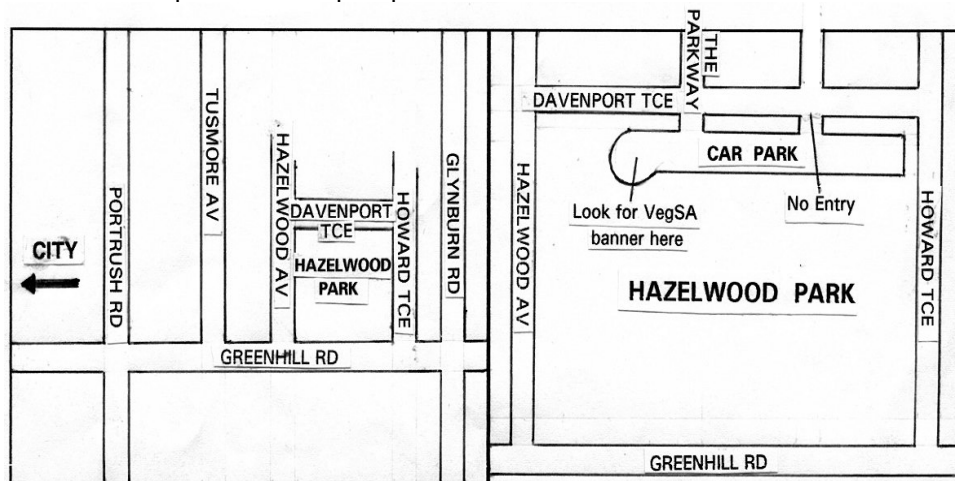 CITY
PORTRUSH RD
TUSMORE AV
HAZELWOOD AV
DAVENPORT
TCE
HAZELWOOD
PARK
HOWARD TCE
GLYNBURN RD
GREENHILL RD
THE
PARKWAY
DAVENPORT TCE
CAR PARK
HAZELWOOD AV
Look for VegSA
banner here
No Entry
HOWARD TCE
HAZELWOOD PARK
GREENHILL RD